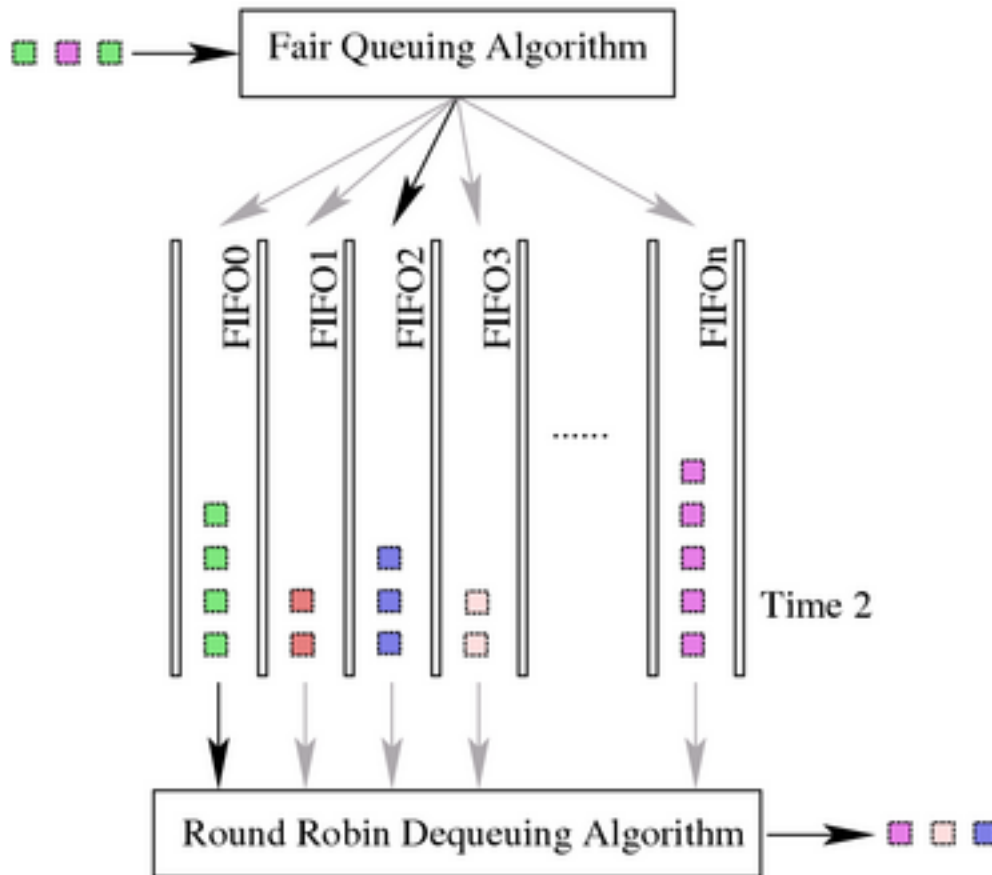 Fair Queuing Algorithm
FIFO0
FIFO1
FIFO2
FIFO3
FIFOn
......
Time 2
Round Robin Dequeuing Algorithm